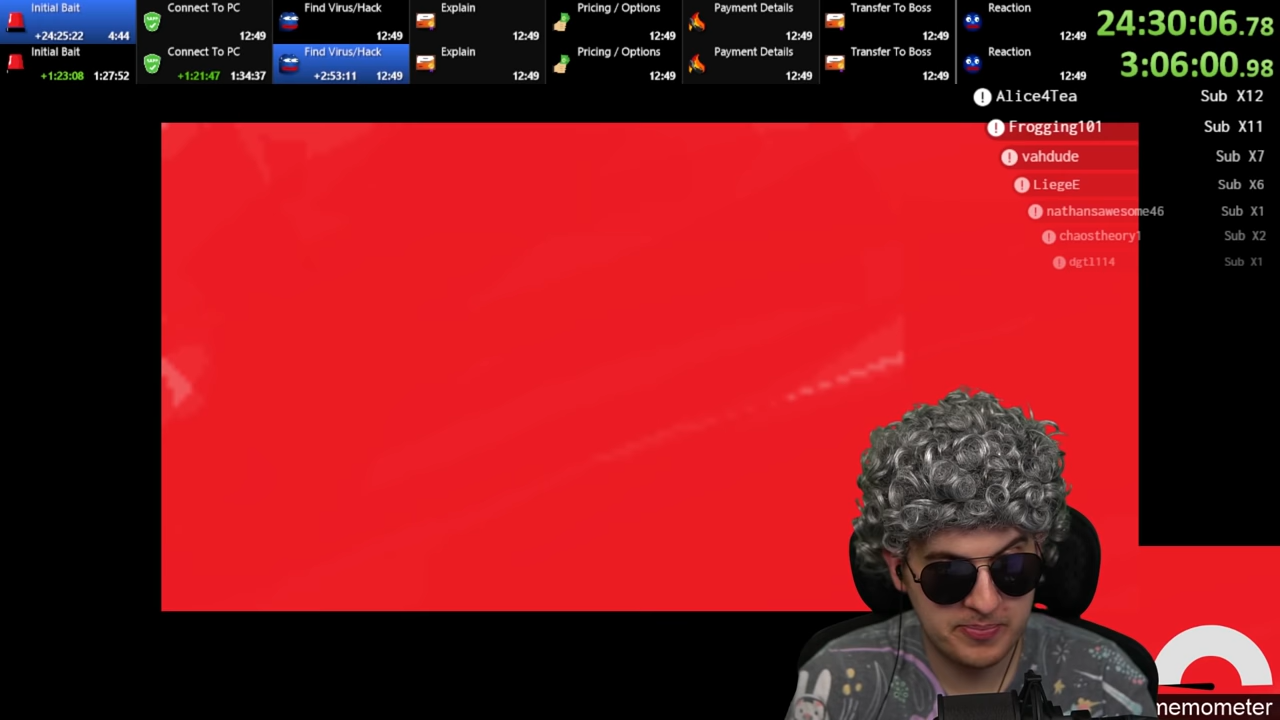 Initial Bait
+24:25:22 4:44
Connect To PC
12:49
Find Virus/Hack
12:49
Explain
12:49
Pricing / Options
12:49
Payment Details
12:49
Transfer To Boss
12:49
Reaction
12:49
24:30:06.78
Initial Bait
+1:23:08 1:27:52
Connect To PC
+1:21:47 1:34:37
Find Virus/Hack
+2:53:11 12:49
Explain
12:49
Pricing / Options
12:49
Payment Details
12:49
Transfer To Boss
12:49
Reaction
12:49
3:06:00.98
Alice4Tea Sub X12
Frogging101 Sub X11
vahdude Sub X7
LiegeE Sub X6
nathansawesome46 Sub X1
chaostheory1 Sub X2
dgtl114 Sub X1
memometer